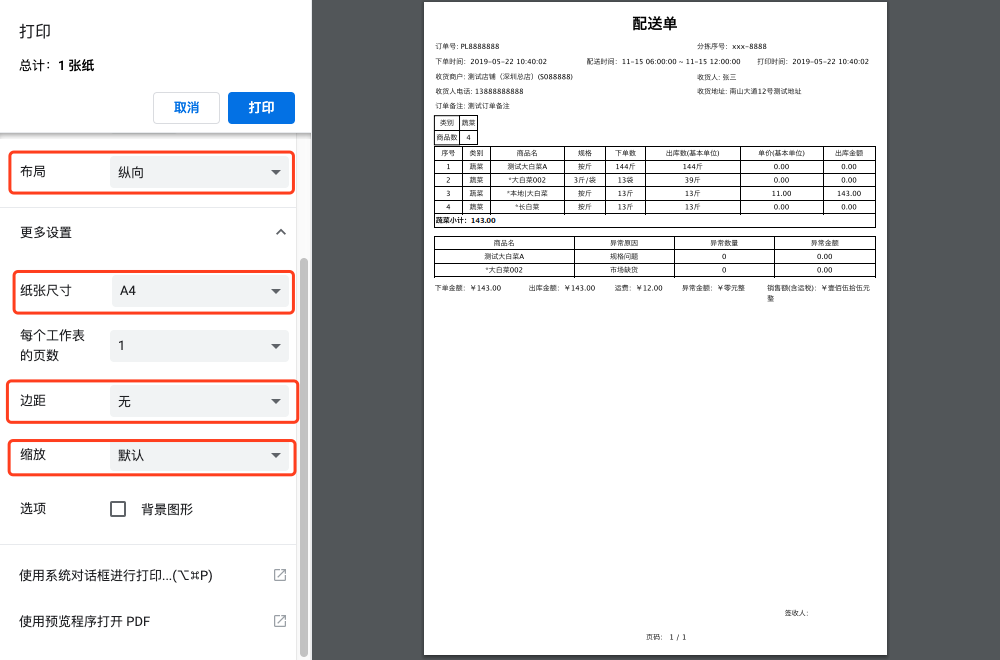 打印
总计: 1 张纸
取消
打印
布局
纵向
更多设置
纸张尺寸
A4
每个工作表
的页数
1
边距
无
缩放
默认
选项
背景图形
使用系统对话框进行打印...(⌥⌘P)
使用预览程序打开 PDF
配送单
订单号: PL8888888
分拣序号: xxx-8888
下单时间: 2019-05-22 10:40:02
配送时间: 11-15 06:00:00 ~ 11-15 12:00:00
打印时间: 2019-05-22 10:40:02
收货商户: 测试店铺（深圳总店）(S088888)
收货人: 张三
收货人电话: 13888888888
收货地址: 南山大道12号测试地址
订单备注: 测试订单备注
类别 蔬菜
商品数 4
序号 类别 商品名 规格 下单数 出库数(基本单位) 单价(基本单位) 出库金额
1 蔬菜 测试大白菜A 按斤 144斤 144斤 0.00 0.00
2 蔬菜 *大白菜002 3斤/袋 13袋 39斤 0.00 0.00
3 蔬菜 *本地|大白菜 按斤 13斤 13斤 11.00 143.00
4 蔬菜 *长白菜 按斤 13斤 13斤 0.00 0.00
蔬菜小计: 143.00
商品名 异常原因 异常数量 异常金额
测试大白菜A 规格问题 0 0.00
*大白菜002 市场缺货 0 0.00
下单金额: ￥143.00
出库金额: ￥143.00
运费: ￥12.00
异常金额: ￥零元整
销售额(含运税): ￥壹佰伍拾伍元
整
签收人:
页码: 1 / 1